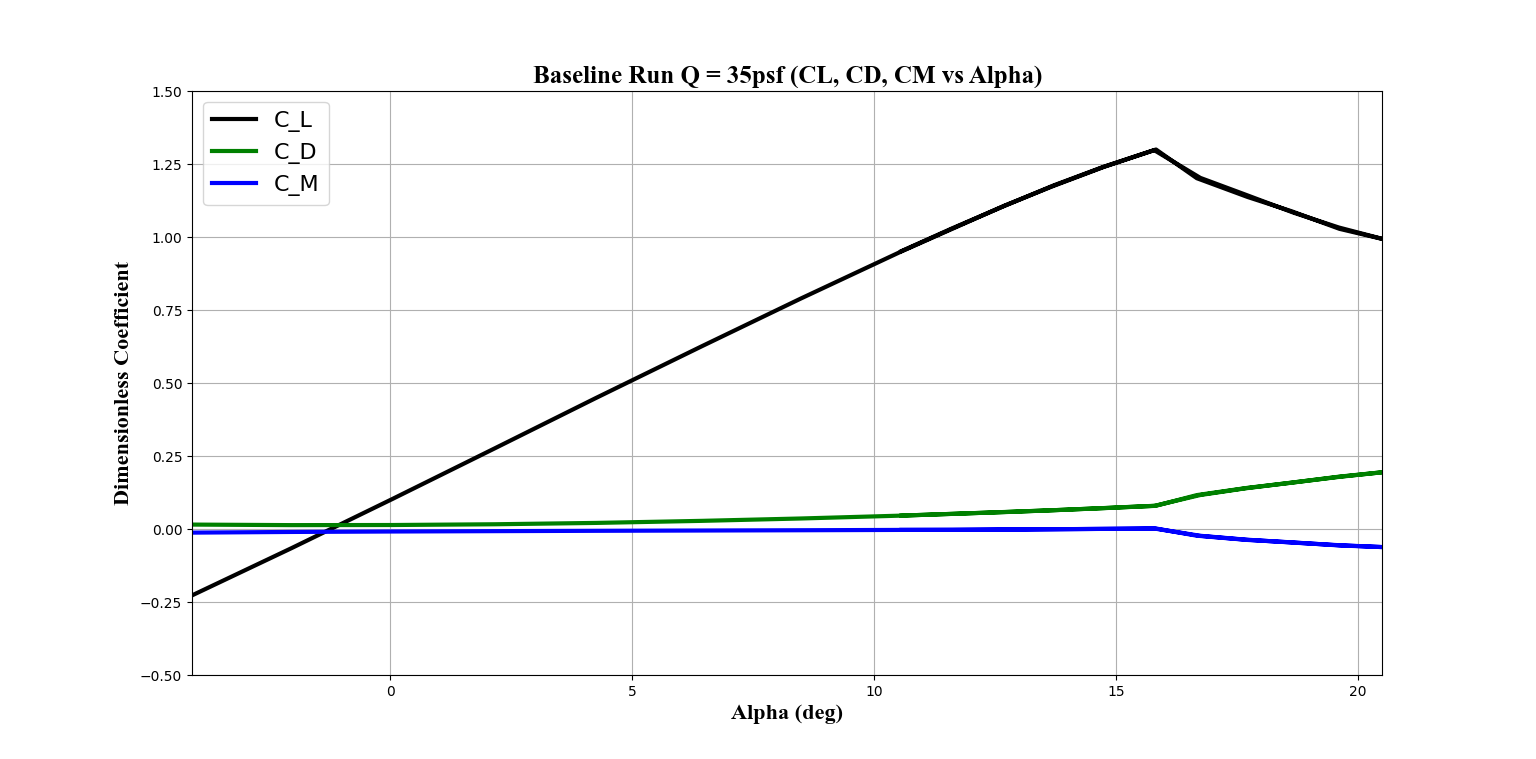 Baseline Run Q = 35psf (CL, CD, CM vs Alpha)
C_L
C_D
C_M
Dimensionless Coefficient
1.50
1.25
1.00
0.75
0.50
0.25
0.00
−0.25
−0.50
0 5 10 15 20
Alpha (deg)